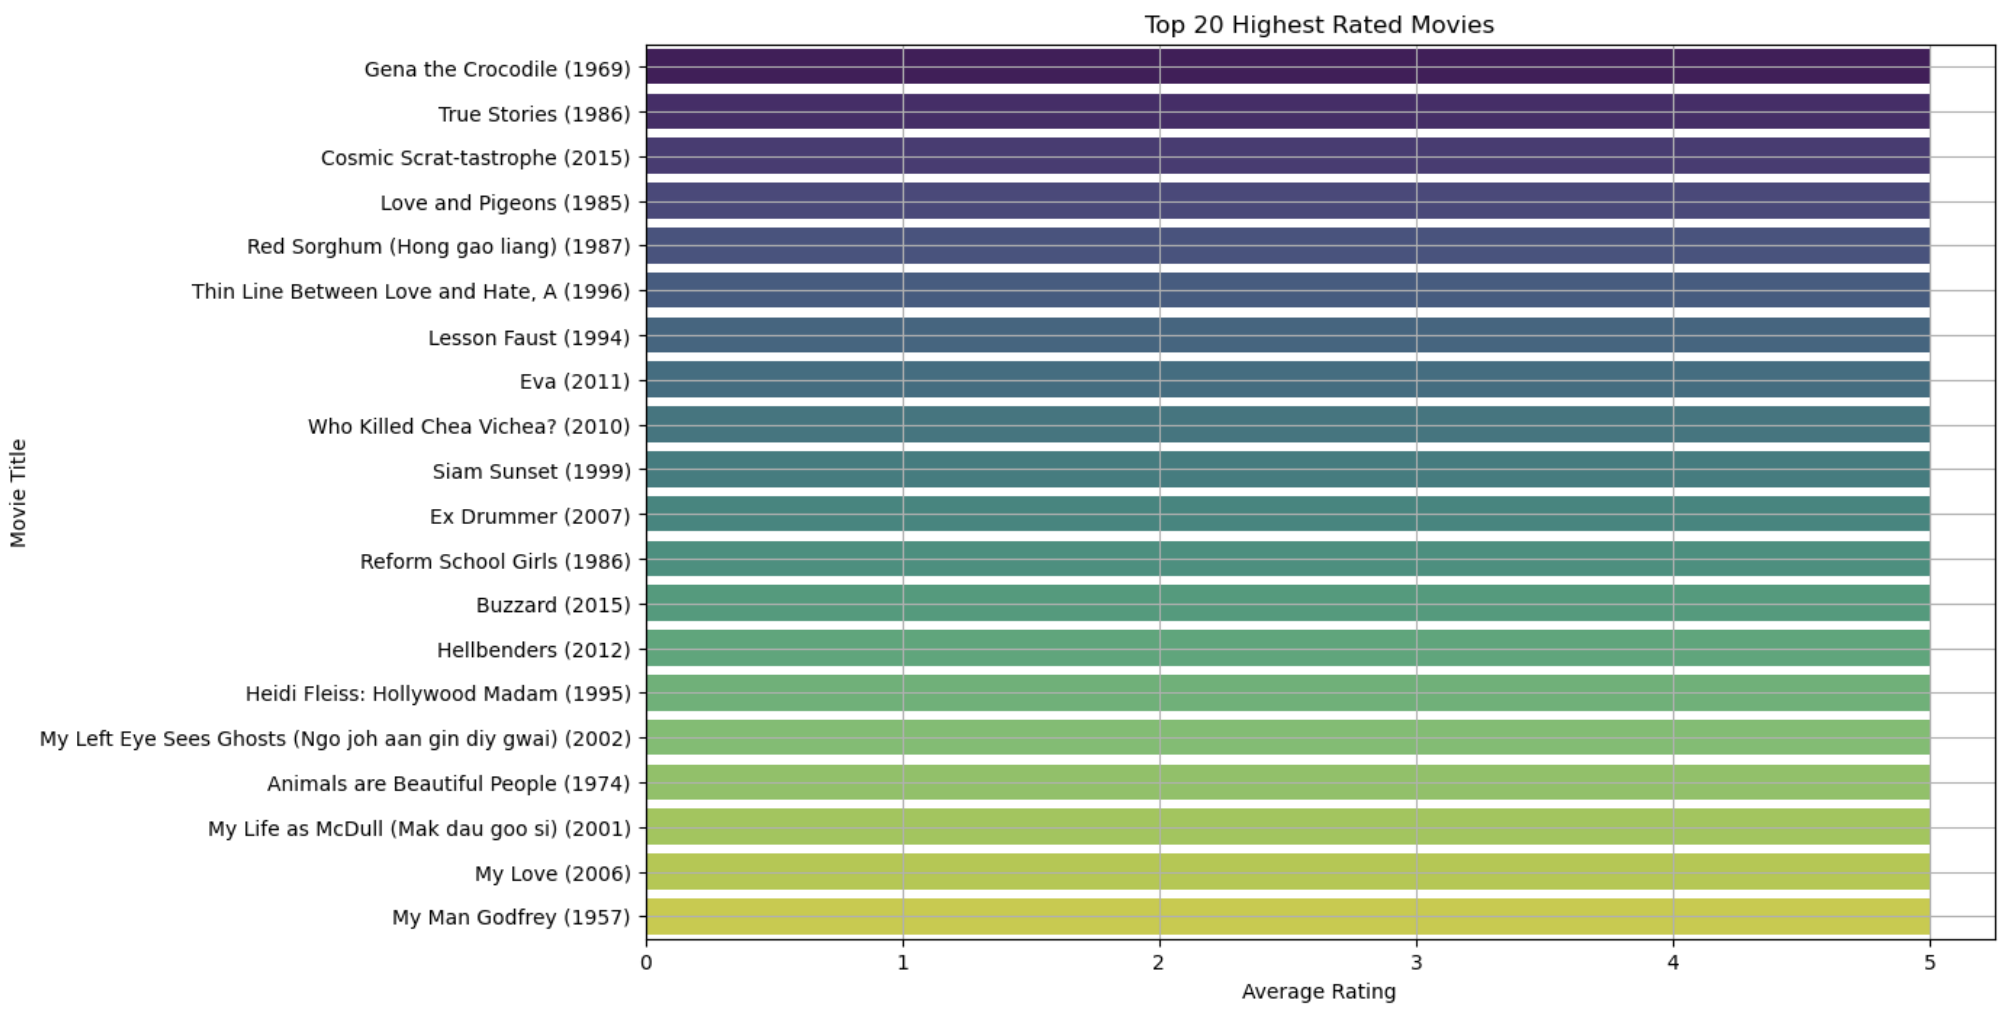 Top 20 Highest Rated Movies
Gena the Crocodile (1969)
True Stories (1986)
Cosmic Scrat-tastrophe (2015)
Love and Pigeons (1985)
Red Sorghum (Hong gao liang) (1987)
Thin Line Between Love and Hate, A (1996)
Lesson Faust (1994)
Eva (2011)
Who Killed Chea Vichea? (2010)
Siam Sunset (1999)
Ex Drummer (2007)
Reform School Girls (1986)
Buzzard (2015)
Hellbenders (2012)
Heidi Fleiss: Hollywood Madam (1995)
My Left Eye Sees Ghosts (Ngo joh aan gin diy gwai) (2002)
Animals are Beautiful People (1974)
My Life as McDull (Mak dau goo si) (2001)
My Love (2006)
My Man Godfrey (1957)
Movie Title
0 1 2 3 4 5
Average Rating